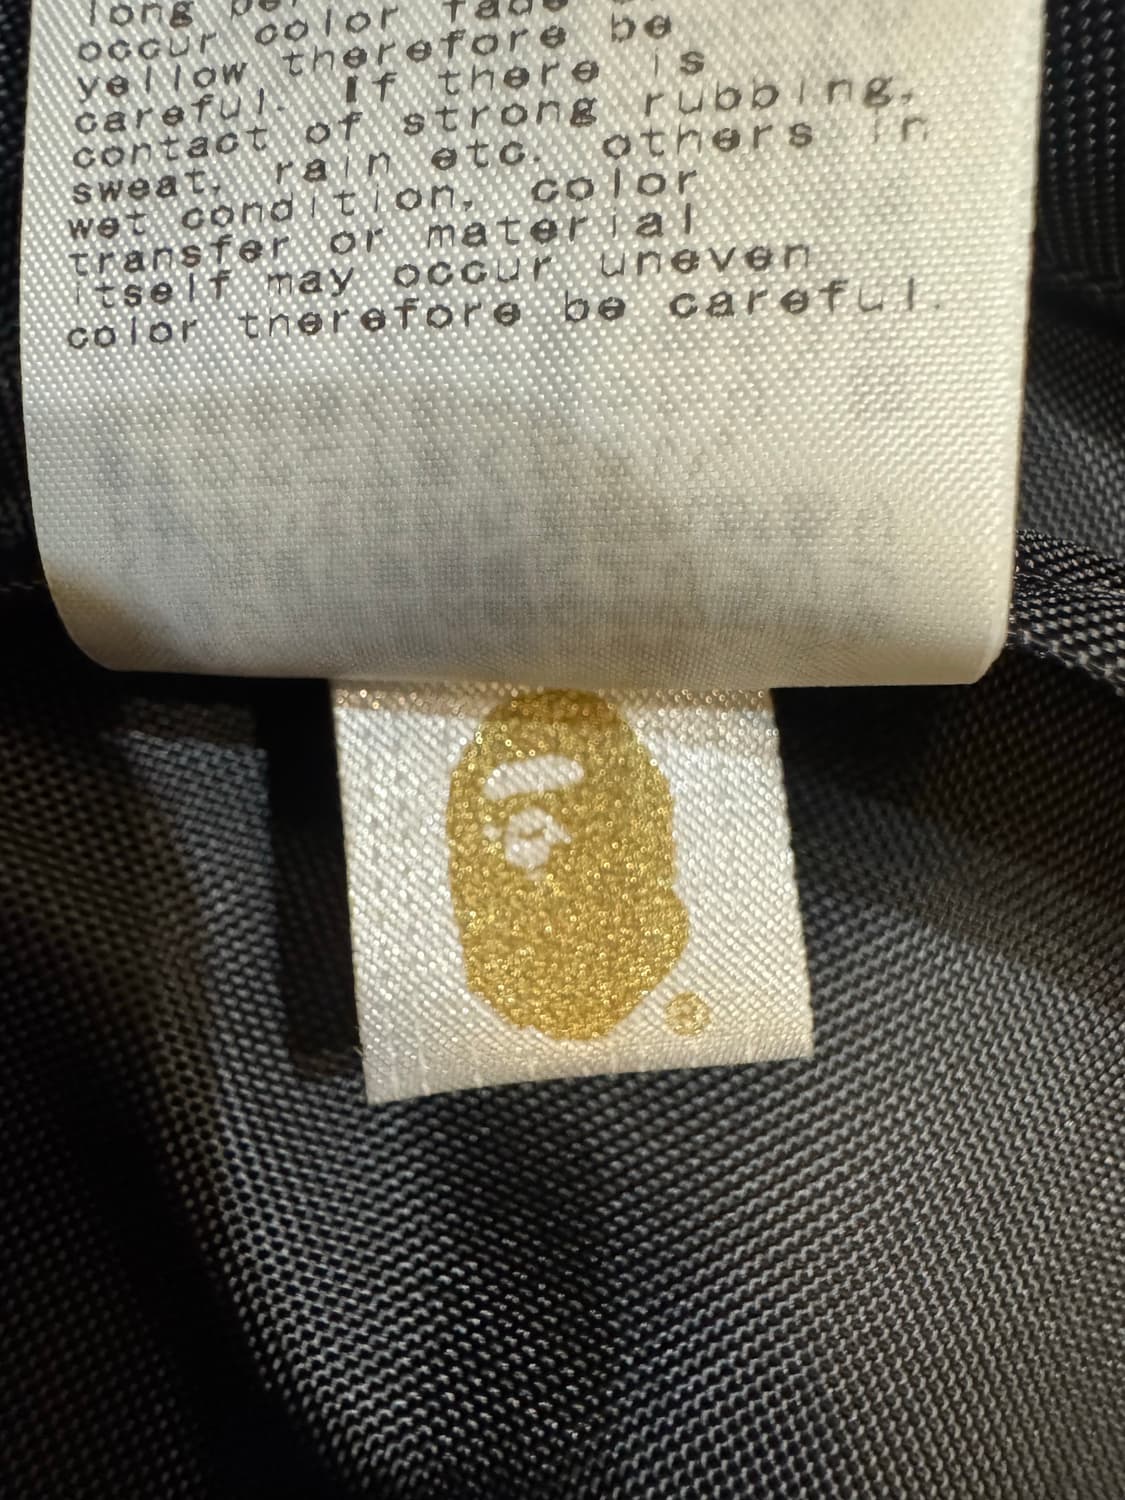 long
occur color fade
yellow therefore be
careful. If there is
contact of strong rubbing,
sweat, rain etc. others in
wet condition, color
transfer or material
itself may occur uneven
color therefore be careful.
®